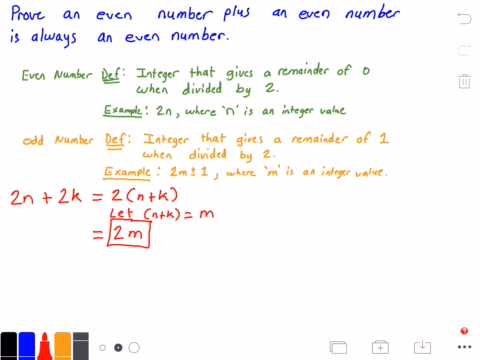 Prove an even number plus an even number
is always an even number.
Even Number Def: Integer that gives a remainder of 0
when divided by 2.
Example: 2n, where 'n' is an integer value
odd Number Def: Integer that gives a remainder of 1
when divided by 2.
Example: 2m ± 1, where 'm' is an integer value.
2n + 2k = 2(n+k)
Let (n+k) = m
= 2m